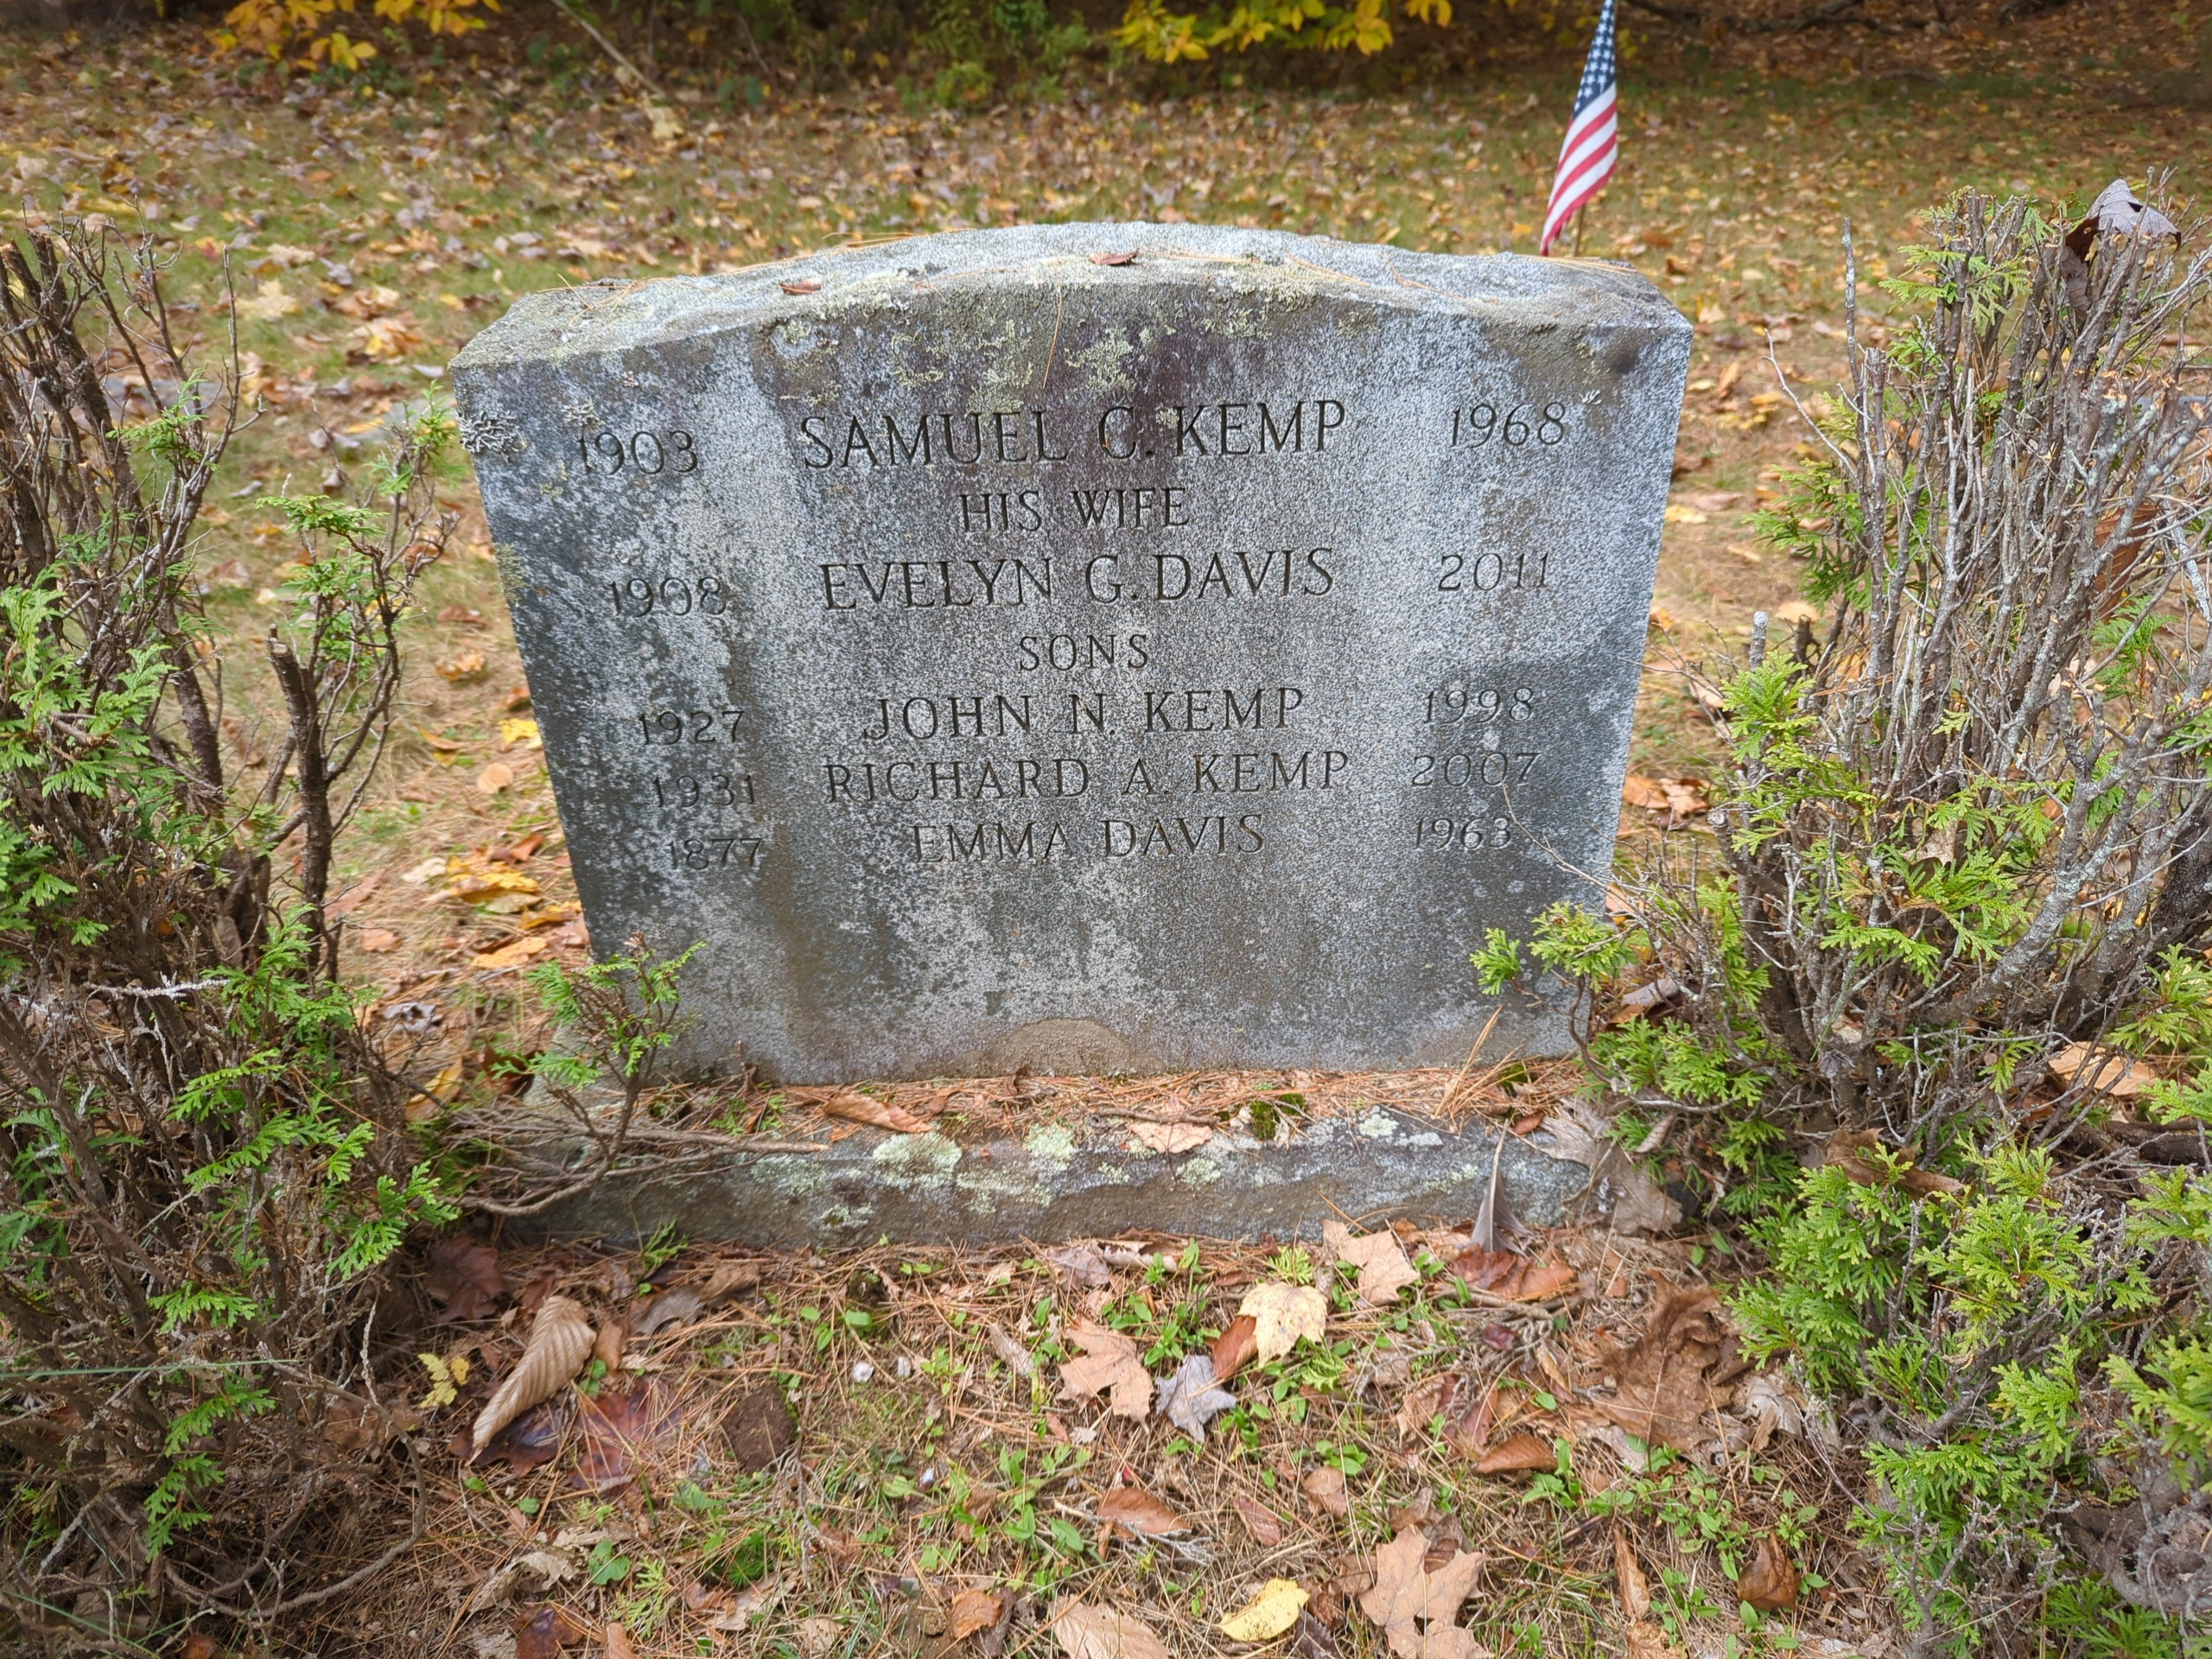 1903 SAMUEL C. KEMP 1968
HIS WIFE
1908 EVELYN G. DAVIS 2011
SONS
1927 JOHN N. KEMP 1998
1931 RICHARD A. KEMP 2007
1877 EMMA DAVIS 1963